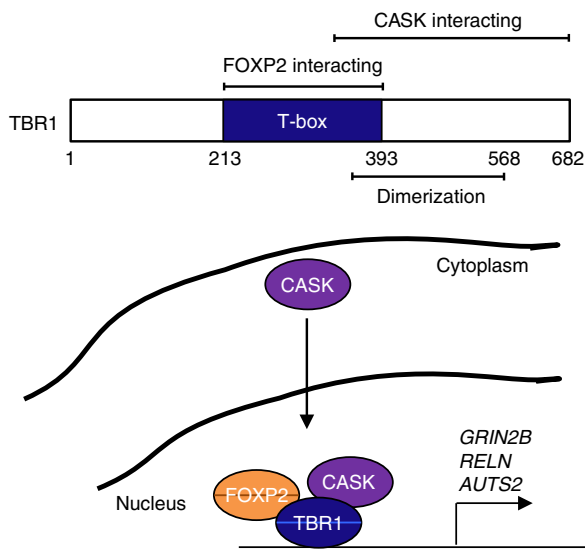 CASK interacting
FOXP2 interacting
TBR1
T-box
1 213 393 568 682
Dimerization
Cytoplasm
CASK
GRIN2B
RELN
AUTS2
Nucleus
FOXP2
CASK
TBR1